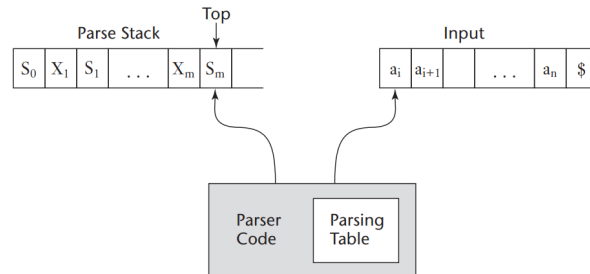 Top
Parse Stack
Input
S₀ X₁ S₁ . . . Xₘ Sₘ
aᵢ aᵢ₊₁ . . . aₙ $
Parser
Code
Parsing
Table